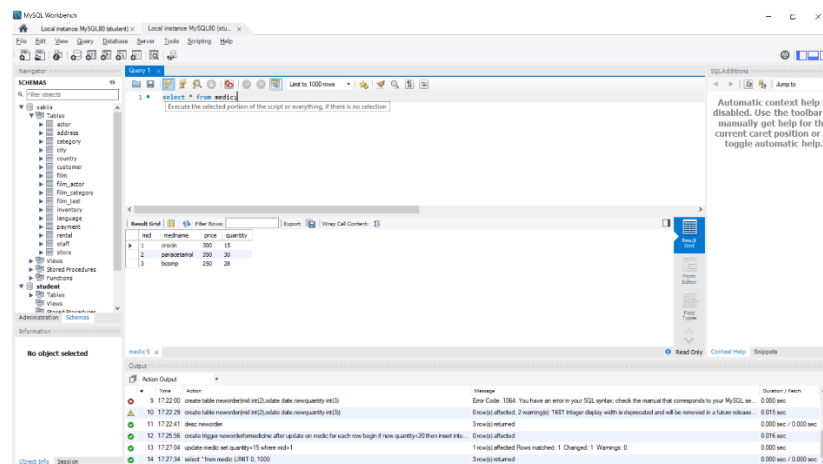 MySQL Workbench
Local instance MySQL80 (student) × Local instance MySQL80 (stu... ×
File Edit View Query Database Server Tools Scripting Help
Navigator
SCHEMAS
Filter objects
sakila
Tables
actor
address
category
city
country
customer
film
film_actor
film_category
film_text
inventory
language
payment
rental
staff
store
Views
Stored Procedures
Functions
student
Tables
Views
Stored Procedures
Administration Schemas
Information
No object selected
Object Info Session
Query 1 ×
Limit to 1000 rows
1 select * from medic;
Execute the selected portion of the script or everything, if there is no selection
Result Grid Filter Rows: Export: Wrap Cell Content:
mid medname price quantity
1 crocin 300 15
2 paracetamol 350 30
3 bcomp 250 28
Result Grid
Form Editor
Field Types
medic 5 ×
Read Only
SQLAdditions
Jump to
Automatic context help
disabled. Use the toolbar
manually get help for th
current caret position or
toggle automatic help.
Context Help Snippets
Output
Action Output
# Time Action Message Duration / Fetch
9 17:22:00 create table neworder(mid int(2),odate date,newquantity int(3) Error Code: 1064. You have an error in your SQL syntax; check the manual that corresponds to your MySQL se... 0.000 sec
10 17:22:29 create table neworder(mid int(2),odate date,newquantity int(3)) 0 row(s) affected, 2 warning(s): 1681 Integer display width is deprecated and will be removed in a future release... 0.015 sec
11 17:22:41 desc neworder 3 row(s) returned 0.000 sec / 0.000 sec
12 17:25:56 create trigger neworderfomedicine after update on medic for each row begin if new.quantity<20 then insert into... 0 row(s) affected 0.016 sec
13 17:27:04 update medic set quantity=15 where mid=1 1 row(s) affected Rows matched: 1 Changed: 1 Warnings: 0 0.000 sec
14 17:27:34 select * from medic LIMIT 0, 1000 3 row(s) returned 0.000 sec / 0.000 sec